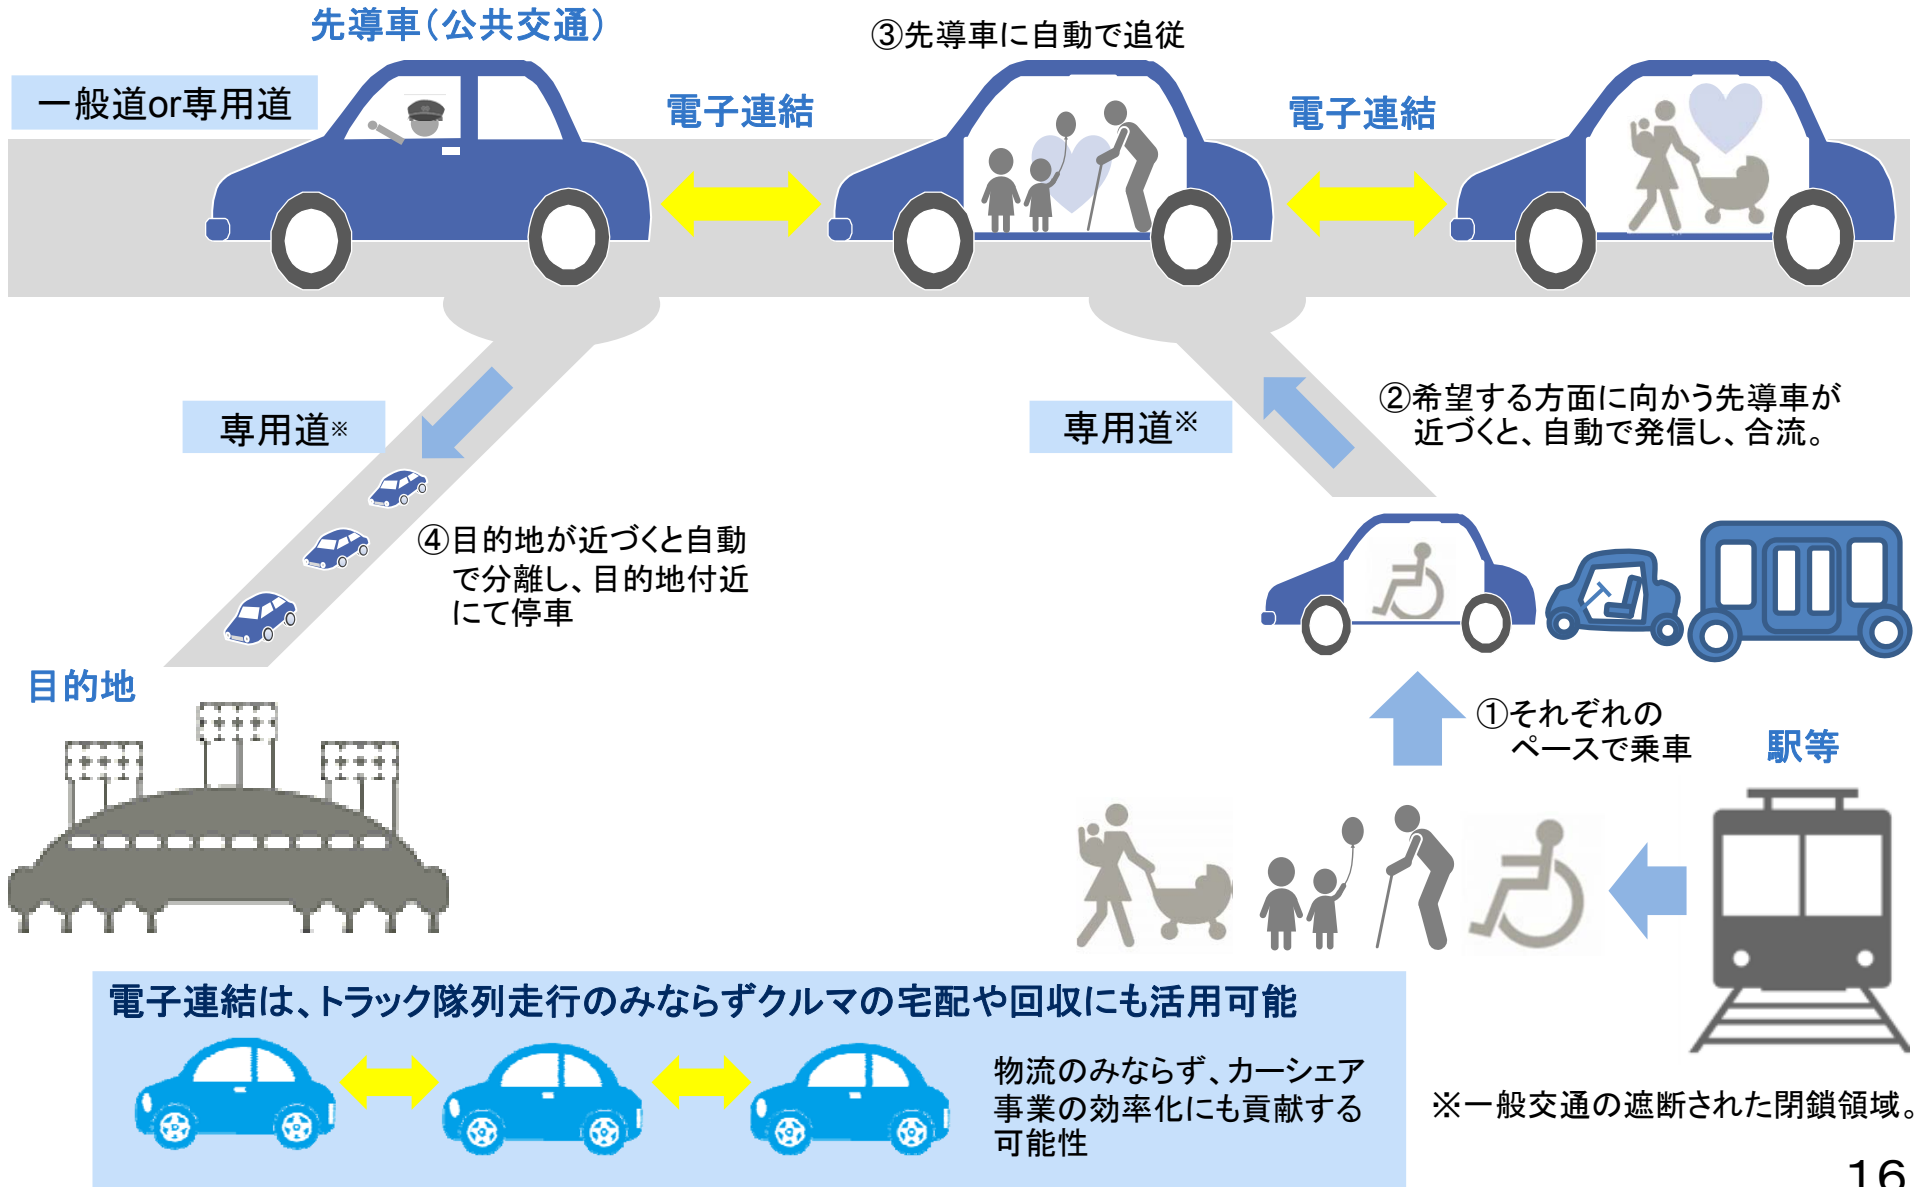 先導車（公共交通）
③先導車に自動で追従
一般道or専用道
電子連結
電子連結
専用道※
専用道※
②希望する方面に向かう先導車が
近づくと、自動で発信し、合流。
④目的地が近づくと自動
で分離し、目的地付近
にて停車
目的地
①それぞれの
ペースで乗車
駅等
電子連結は、トラック隊列走行のみならずクルマの宅配や回収にも活用可能
物流のみならず、カーシェア
事業の効率化にも貢献する
可能性
※一般交通の遮断された閉鎖領域。
16